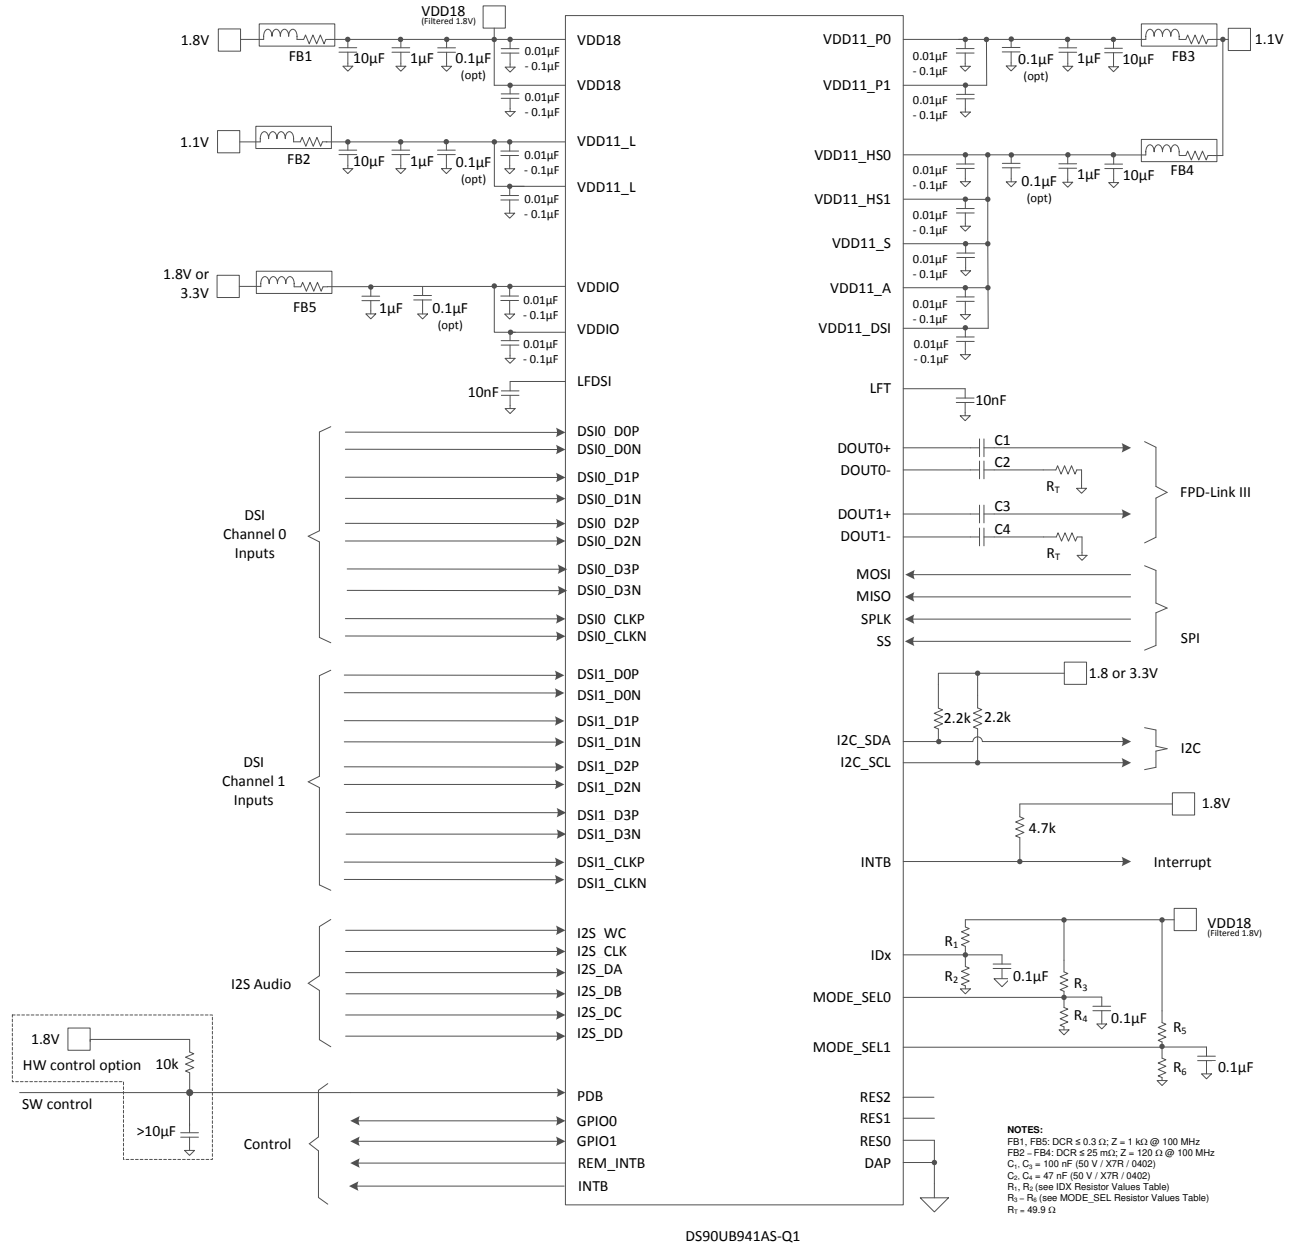 VDD18
(Filtered 1.8V)
1.8V
FB1
10µF
1µF
0.1µF
(opt)
0.01µF
- 0.1µF
VDD18
0.01µF
- 0.1µF
VDD18
1.1V
FB2
10µF
1µF
0.1µF
(opt)
0.01µF
- 0.1µF
VDD11_L
0.01µF
- 0.1µF
VDD11_L
1.8V or
3.3V
FB5
1µF
0.1µF
(opt)
0.01µF
- 0.1µF
VDDIO
0.01µF
- 0.1µF
VDDIO
10nF
LFDSI
DSI
Channel 0
Inputs
DSI0_D0P
DSI0_D0N
DSI0_D1P
DSI0_D1N
DSI0_D2P
DSI0_D2N
DSI0_D3P
DSI0_D3N
DSI0_CLKP
DSI0_CLKN
DSI
Channel 1
Inputs
DSI1_D0P
DSI1_D0N
DSI1_D1P
DSI1_D1N
DSI1_D2P
DSI1_D2N
DSI1_D3P
DSI1_D3N
DSI1_CLKP
DSI1_CLKN
I2S Audio
I2S_WC
I2S_CLK
I2S_DA
I2S_DB
I2S_DC
I2S_DD
1.8V
HW control option
10k
SW control
>10µF
Control
PDB
GPIO0
GPIO1
REM_INTB
INTB
VDD11_P0
0.01µF
- 0.1µF
0.1µF
(opt)
1µF
10µF
FB3
1.1V
VDD11_P1
0.01µF
- 0.1µF
VDD11_HS0
0.01µF
- 0.1µF
0.1µF
(opt)
1µF
10µF
FB4
VDD11_HS1
0.01µF
- 0.1µF
VDD11_S
0.01µF
- 0.1µF
VDD11_A
0.01µF
- 0.1µF
VDD11_DSI
0.01µF
- 0.1µF
LFT
10nF
DOUT0+
C1
DOUT0-
C2
RT
DOUT1+
C3
DOUT1-
C4
RT
FPD-Link III
MOSI
MISO
SPLK
SS
SPI
1.8 or 3.3V
2.2k
2.2k
I2C_SDA
I2C_SCL
I2C
1.8V
4.7k
INTB
Interrupt
VDD18
(Filtered 1.8V)
IDx
R1
R2
0.1µF
MODE_SEL0
R3
R4
0.1µF
MODE_SEL1
R5
R6
0.1µF
RES2
RES1
RES0
DAP
NOTES:
FB1, FB5: DCR ≤ 0.3 Ω; Z = 1 kΩ @ 100 MHz
FB2 – FB4: DCR ≤ 25 mΩ; Z = 120 Ω @ 100 MHz
C1, C3 = 100 nF (50 V / X7R / 0402)
C2, C4 = 47 nF (50 V / X7R / 0402)
R1, R2 (see IDX Resistor Values Table)
R3 – R6 (see MODE_SEL Resistor Values Table)
RT = 49.9 Ω
DS90UB941AS-Q1